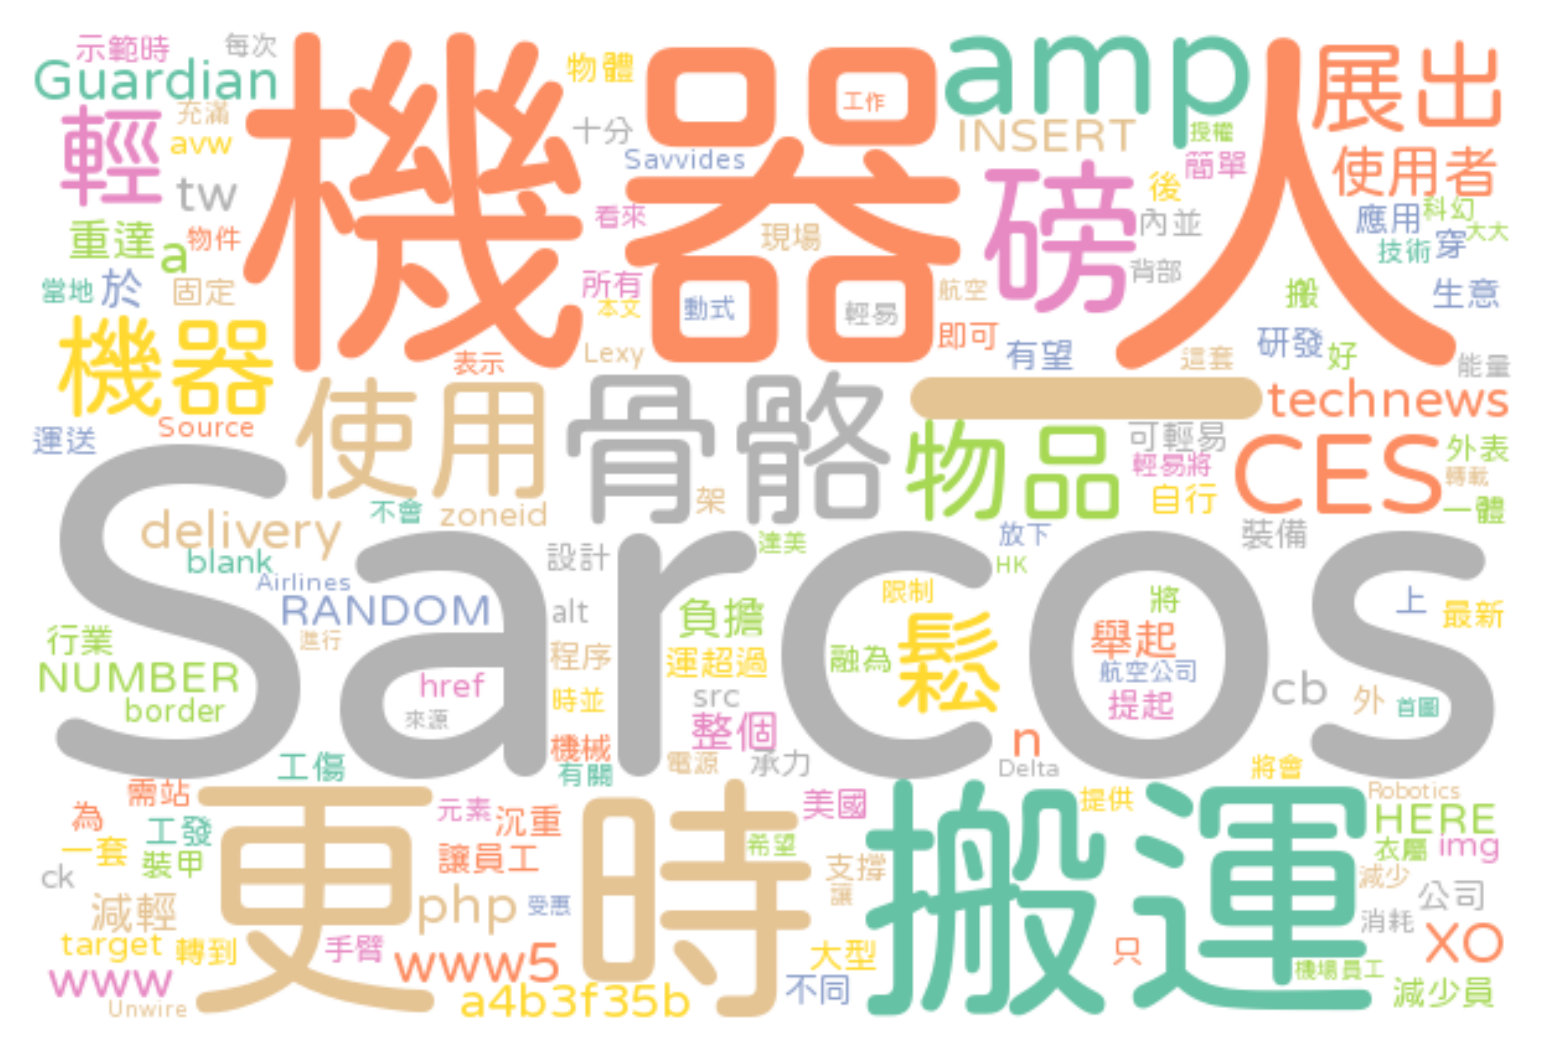 示範時 每次
Guardian
機器人
amp
展出
物體
工作
充滿
avw
輕
十分
INSERT
授權
Savvides
簡單
使用者
tw
磅
後
看來
內並
應用 科幻
重達
a
物件
現場
穿 大大
技術
背部
當地 於 固定
所有
本文
動式
輕易
航空
搬
生意
機器
即可
表示
Lexy
有望
這套
研發 好
能量
使用
骨骼
一
technews
運送
Source
物品
可輕易
輕易將
CES
外表
轉載
Sarcos
不會 zoneid
架
自行
一體
delivery
blank
設計
達美
放下
裝備
HK
Airlines
RANDOM
alt
負擔
限制
將
上 最新
行業
進行
程序
運超過
融為
鬆
舉起
航空公司
NUMBER
href
時並
src
提起
cb 外 首圖
border
來源
整個
n
工傷
機械
有關
電源 承力
Delta
將會
需站
更時搬運
元素
美國
提供
Robotics
為 工發
沉重
HERE
一套 裝甲
讓員工
希望
衣屬 img
ck
支撐
讓
減少
減輕
php 受惠
公司
target 轉到
手臂
消耗
www
www5
大型
只
XO
機場員工
Unwire
a4b3f35b
不同
減少員